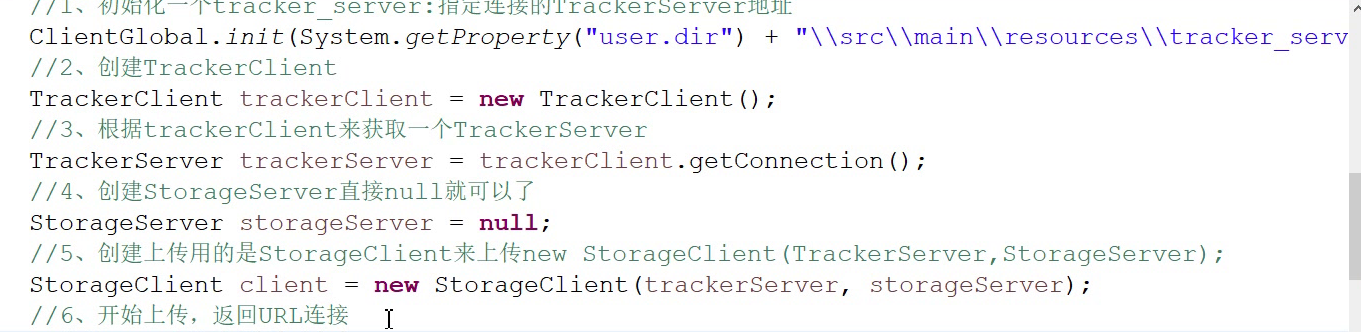 //1、初始化一个tracker_server:指定连接的TrackerServer地址
ClientGlobal.init(System.getProperty("user.dir") + "\\src\\main\\resources\\tracker_serv
//2、创建TrackerClient
TrackerClient trackerClient = new TrackerClient();
//3、根据trackerClient来获取一个TrackerServer
TrackerServer trackerServer = trackerClient.getConnection();
//4、创建StorageServer直接null就可以了
StorageServer storageServer = null;
//5、创建上传用的是StorageClient来上传new StorageClient(TrackerServer,StorageServer);
StorageClient client = new StorageClient(trackerServer, storageServer);
//6、开始上传，返回URL连接